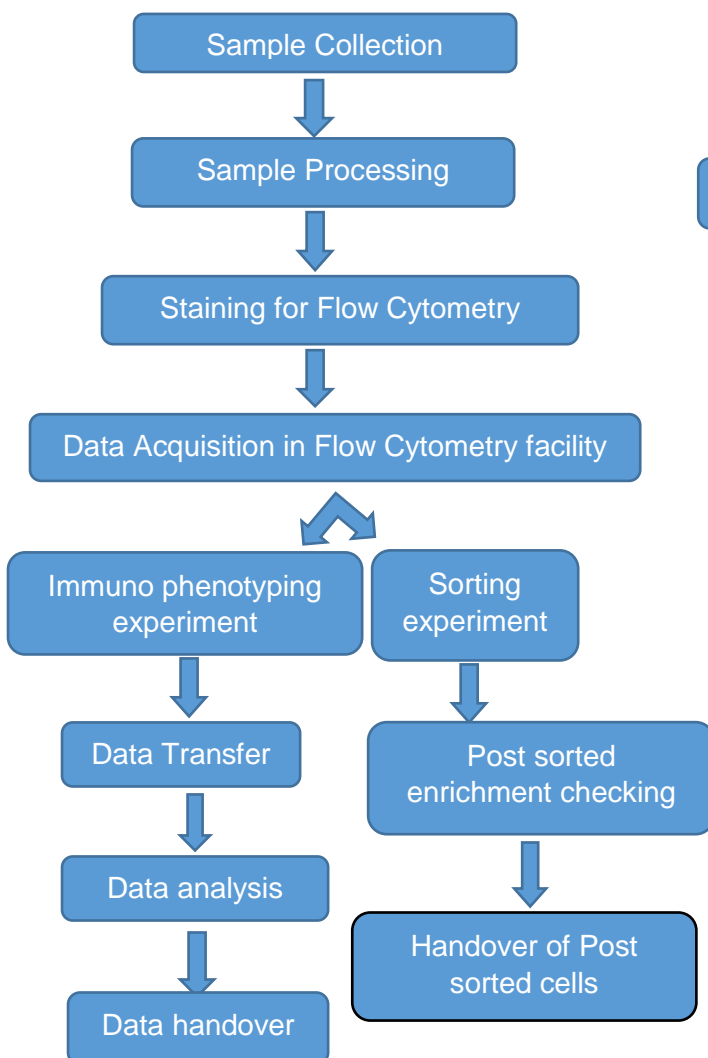 Sample Collection
Sample Processing
Staining for Flow Cytometry
Data Acquisition in Flow Cytometry facility
Immuno phenotyping
experiment
Sorting
experiment
Data Transfer
Post sorted
enrichment checking
Data analysis
Handover of Post
sorted cells
Data handover